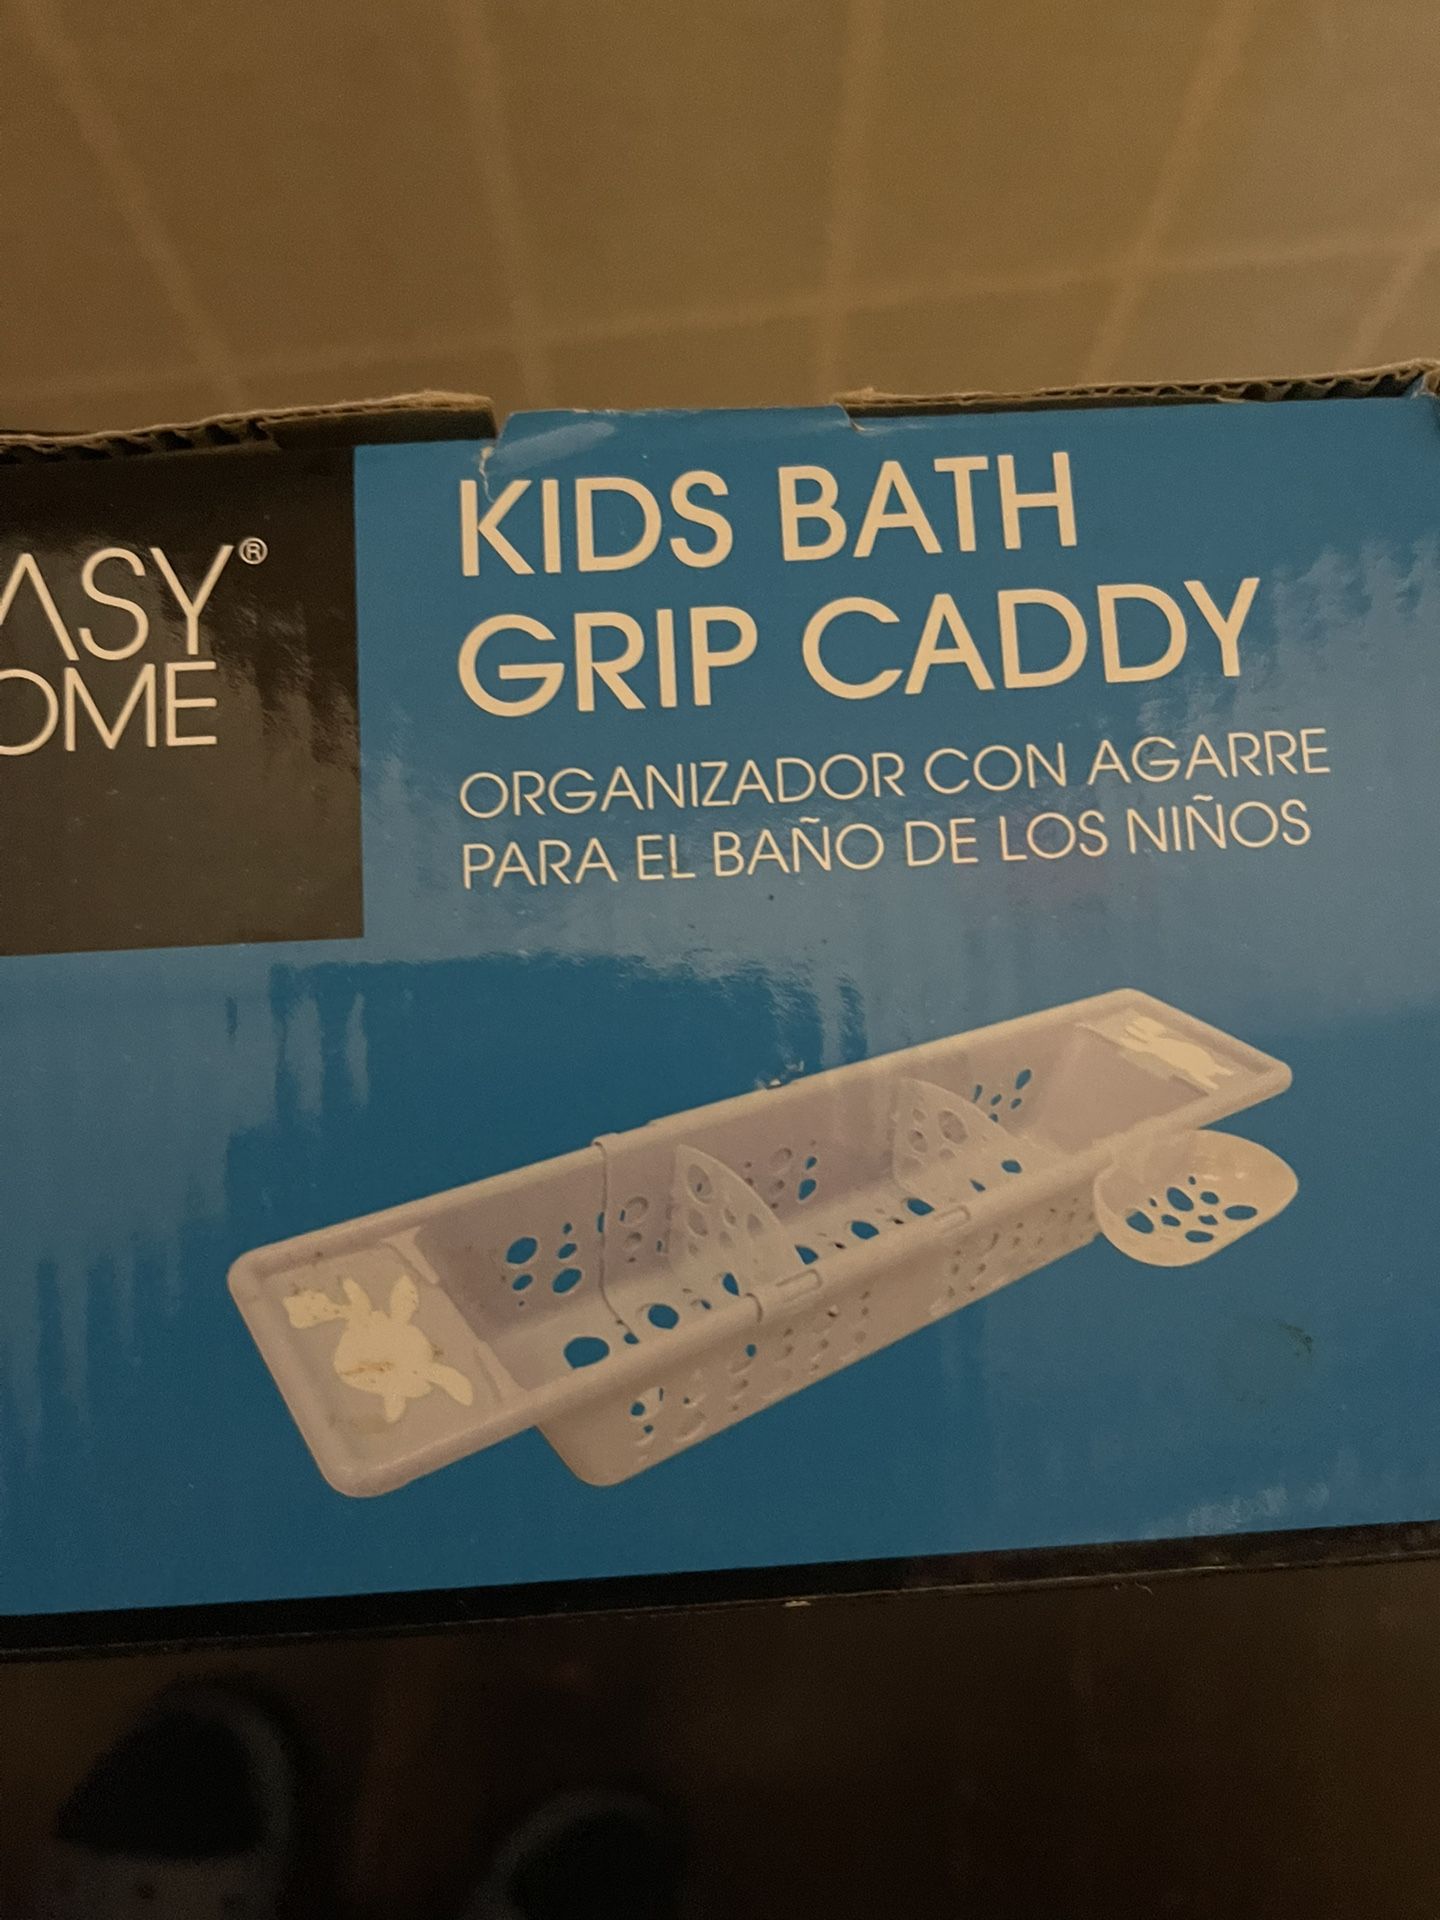 ASY®
OME
KIDS BATH
GRIP CADDY
ORGANIZADOR CON AGARRE
PARA EL BAÑO DE LOS NIÑOS